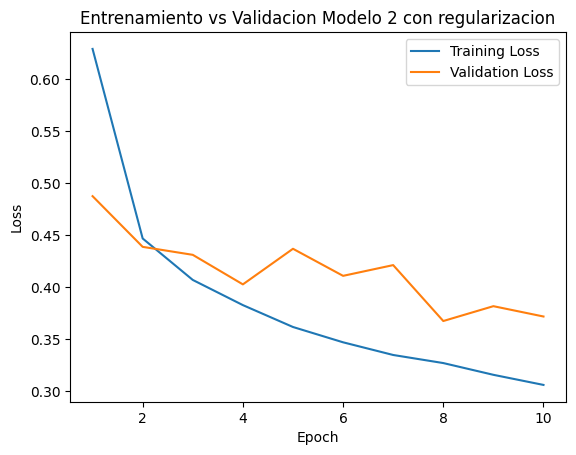 Entrenamiento vs Validacion Modelo 2 con regularizacion
Training Loss
Validation Loss
0.60
0.55
0.50
0.45
0.40
0.35
0.30
Loss
2 4 6 8 10
Epoch